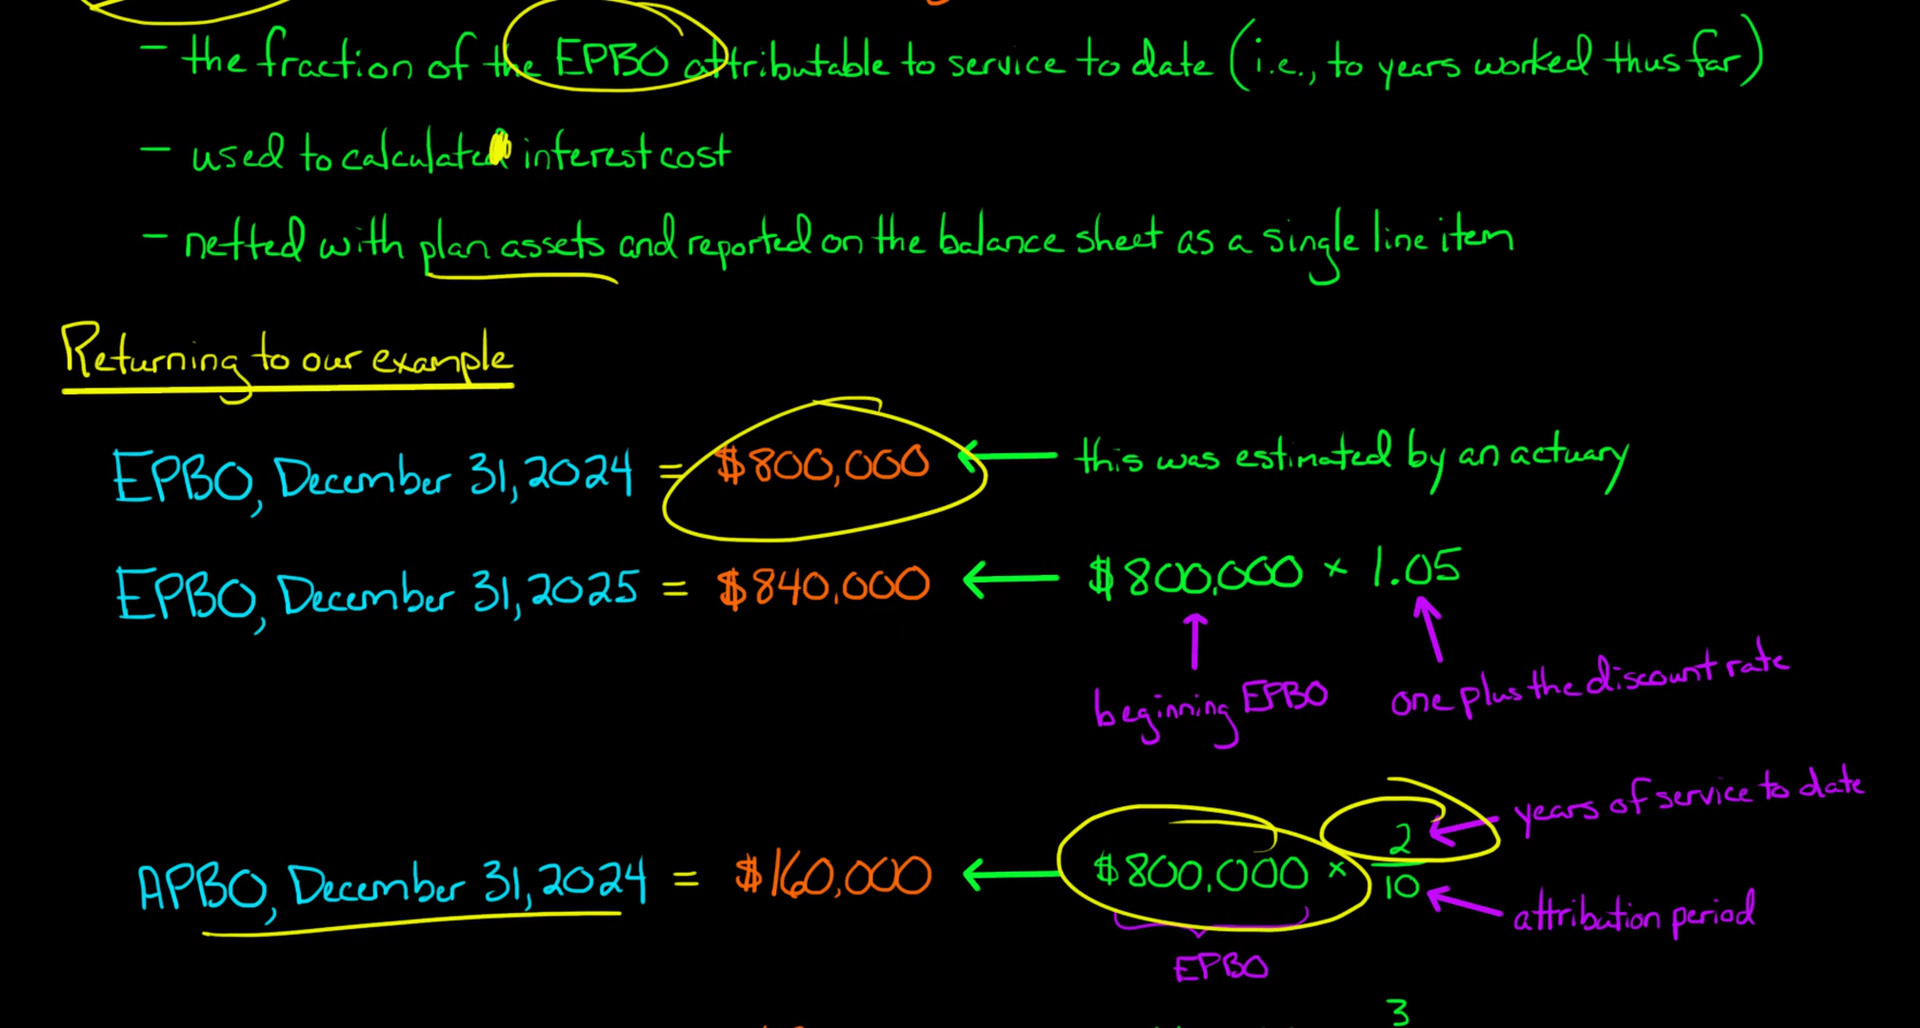 - the fraction of the EPBO attributable to service to date (i.e., to years worked thus far)
- used to calculate interest cost
- netted with plan assets and reported on the balance sheet as a single line item
Returning to our example
EPBO, December 31, 2024 = $800,000 ← this was estimated by an actuary
EPBO, December 31, 2025 = $840,000 ← $800,000 × 1.05
beginning EPBO one plus the discount rate
years of service to date
APBO, December 31, 2024 = $160,000 ← $800,000 × 2/10
attribution period
EPBO
3